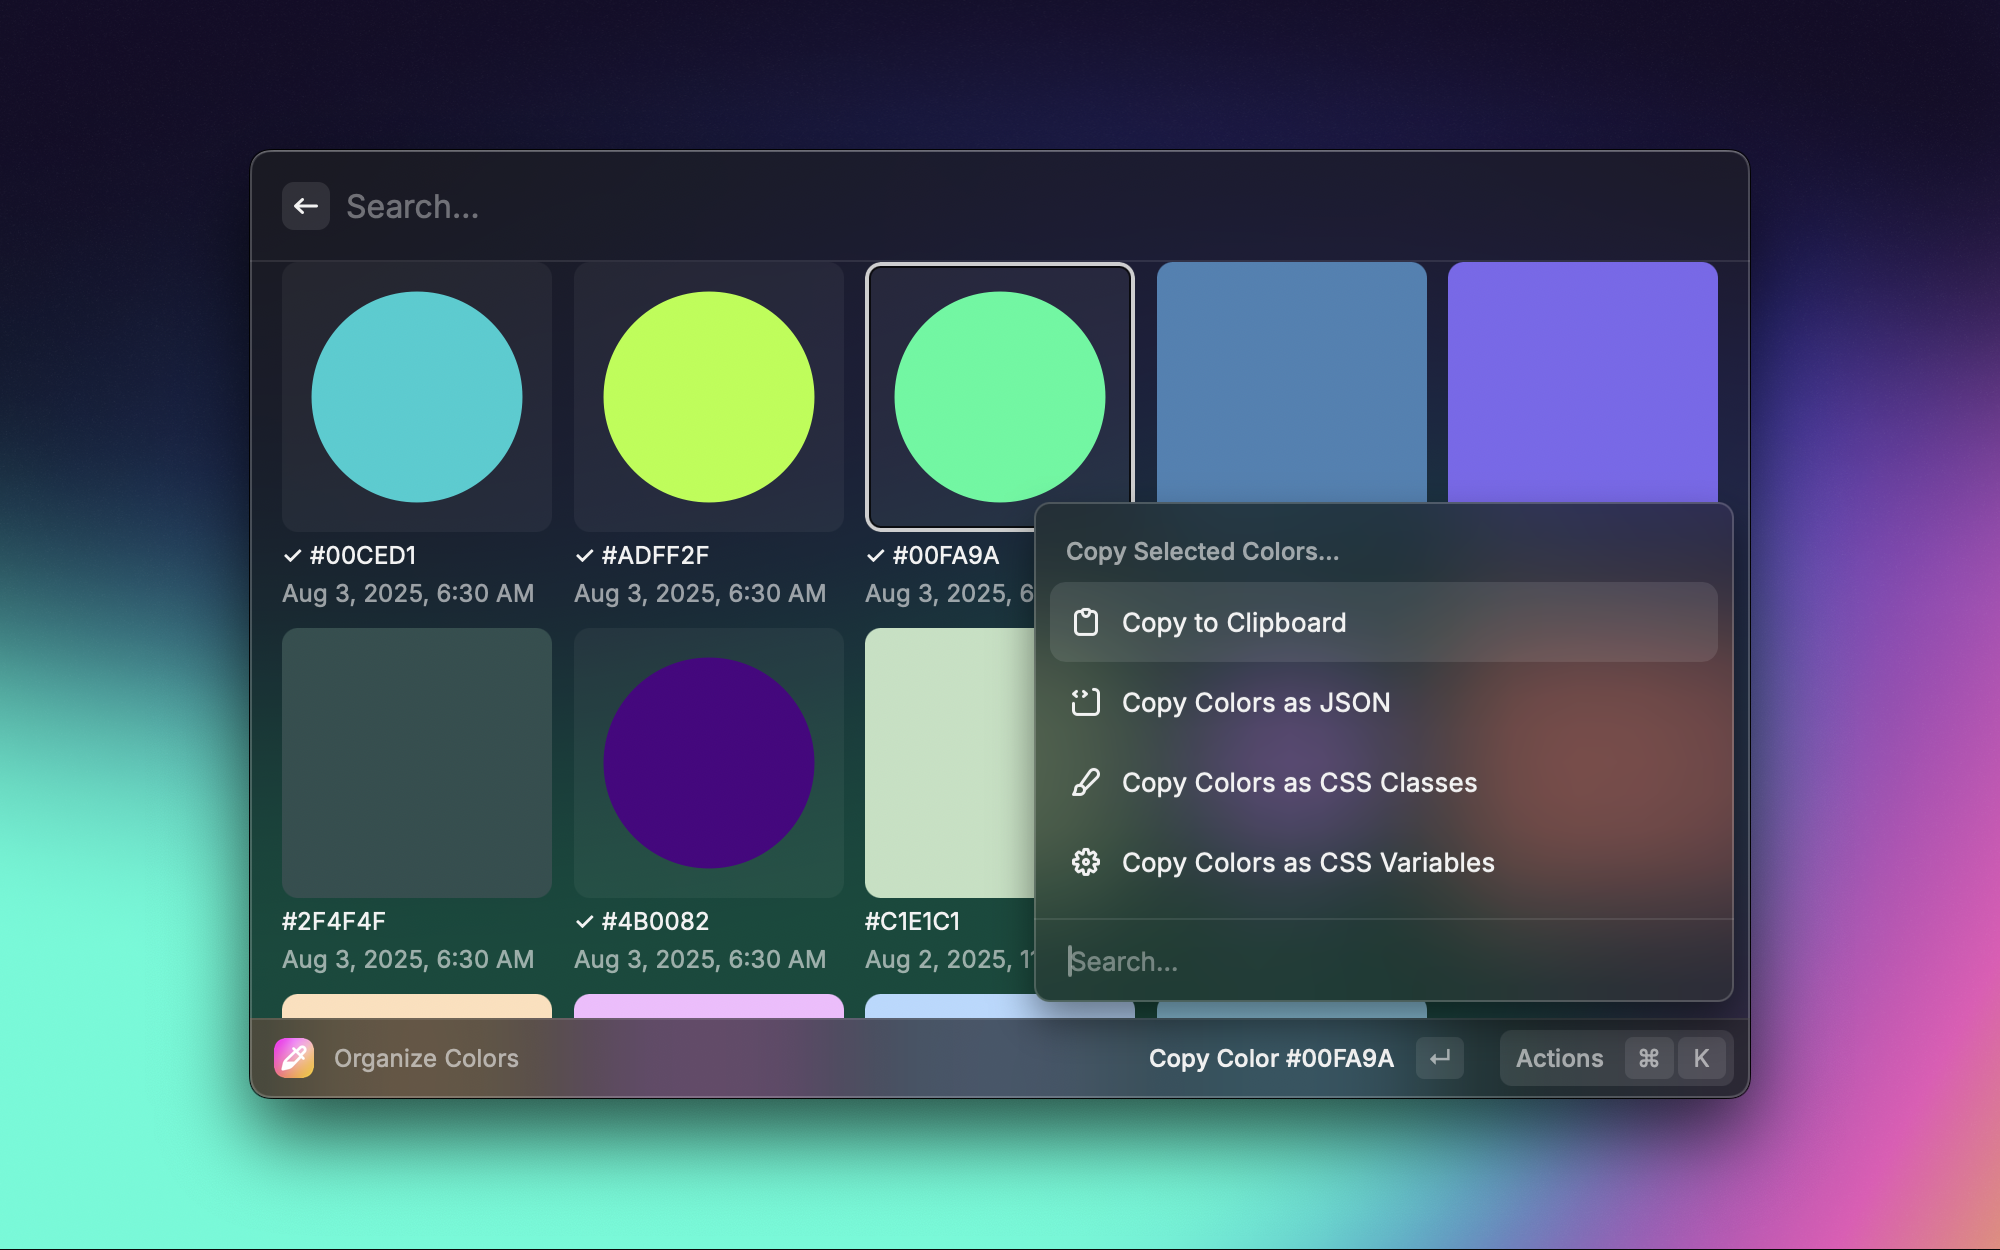 Search...
✓ #00CED1
✓ #ADFF2F
✓ #00FA9A
Aug 3, 2025, 6:30 AM
Aug 3, 2025, 6:30 AM
Aug 3, 2025, 6
Copy Selected Colors...
Copy to Clipboard
Copy Colors as JSON
Copy Colors as CSS Classes
Copy Colors as CSS Variables
Search...
#2F4F4F
✓ #4B0082
#C1E1C1
Aug 3, 2025, 6:30 AM
Aug 3, 2025, 6:30 AM
Aug 2, 2025, 11
Organize Colors
Copy Color #00FA9A
Actions ⌘ K